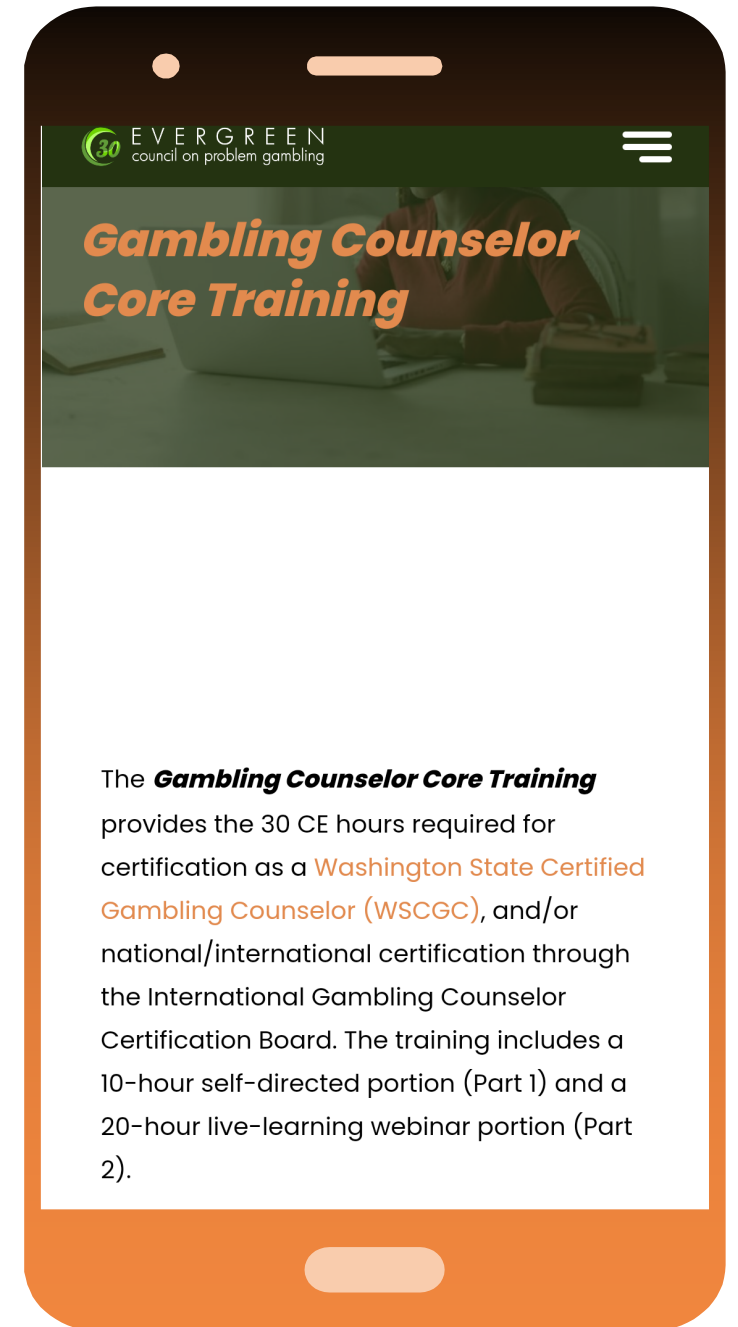 30
EVERGREEN
council on problem gambling
Gambling Counselor
Core Training
The Gambling Counselor Core Training
provides the 30 CE hours required for
certification as a Washington State Certified
Gambling Counselor (WSCGC), and/or
national/international certification through
the International Gambling Counselor
Certification Board. The training includes a
10-hour self-directed portion (Part 1) and a
20-hour live-learning webinar portion (Part
2).